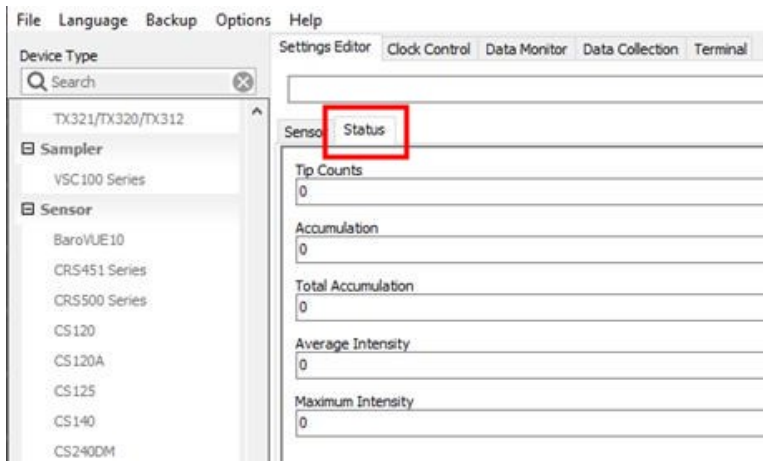 File Language Backup Options Help
Device Type
Search
TX321/TX320/TX312
Sampler
VSC100 Series
Sensor
BaroVUE10
CRS451 Series
CRS500 Series
CS120
CS120A
CS125
CS140
CS240DM
Settings Editor Clock Control Data Monitor Data Collection Terminal
Senso Status
Tip Counts
0
Accumulation
0
Total Accumulation
0
Average Intensity
0
Maximum Intensity
0